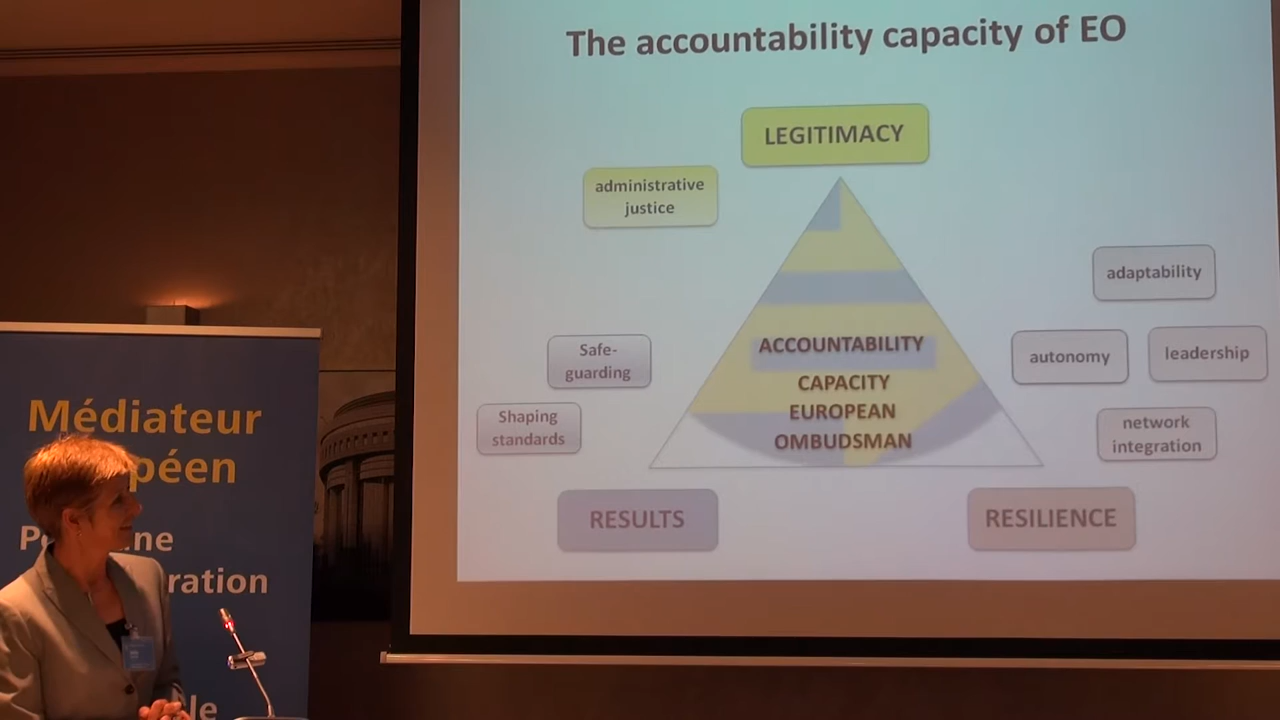 The accountability capacity of EO
LEGITIMACY
administrative
justice
adaptability
Safe-
guarding
autonomy
leadership
Shaping
standards
network
integration
ACCOUNTABILITY
CAPACITY
EUROPEAN
OMBUDSMAN
RESULTS
RESILIENCE
Médiateur
péen
ne
ration
le